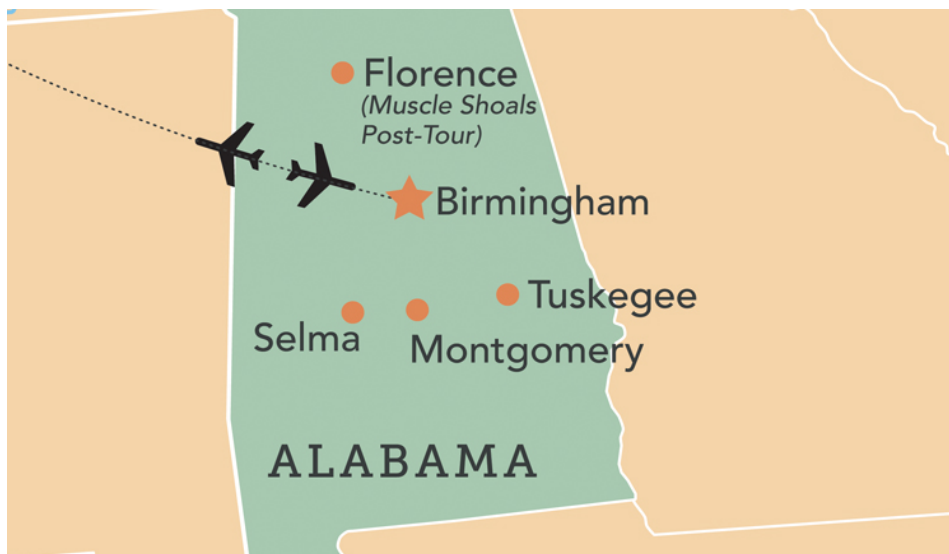 Florence
(Muscle Shoals
Post-Tour)
Birmingham
Tuskegee
Selma
Montgomery
ALABAMA